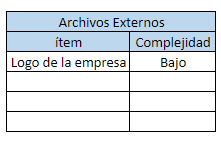 Archivos Externos
ítem Complejidad
Logo de la empresa Bajo